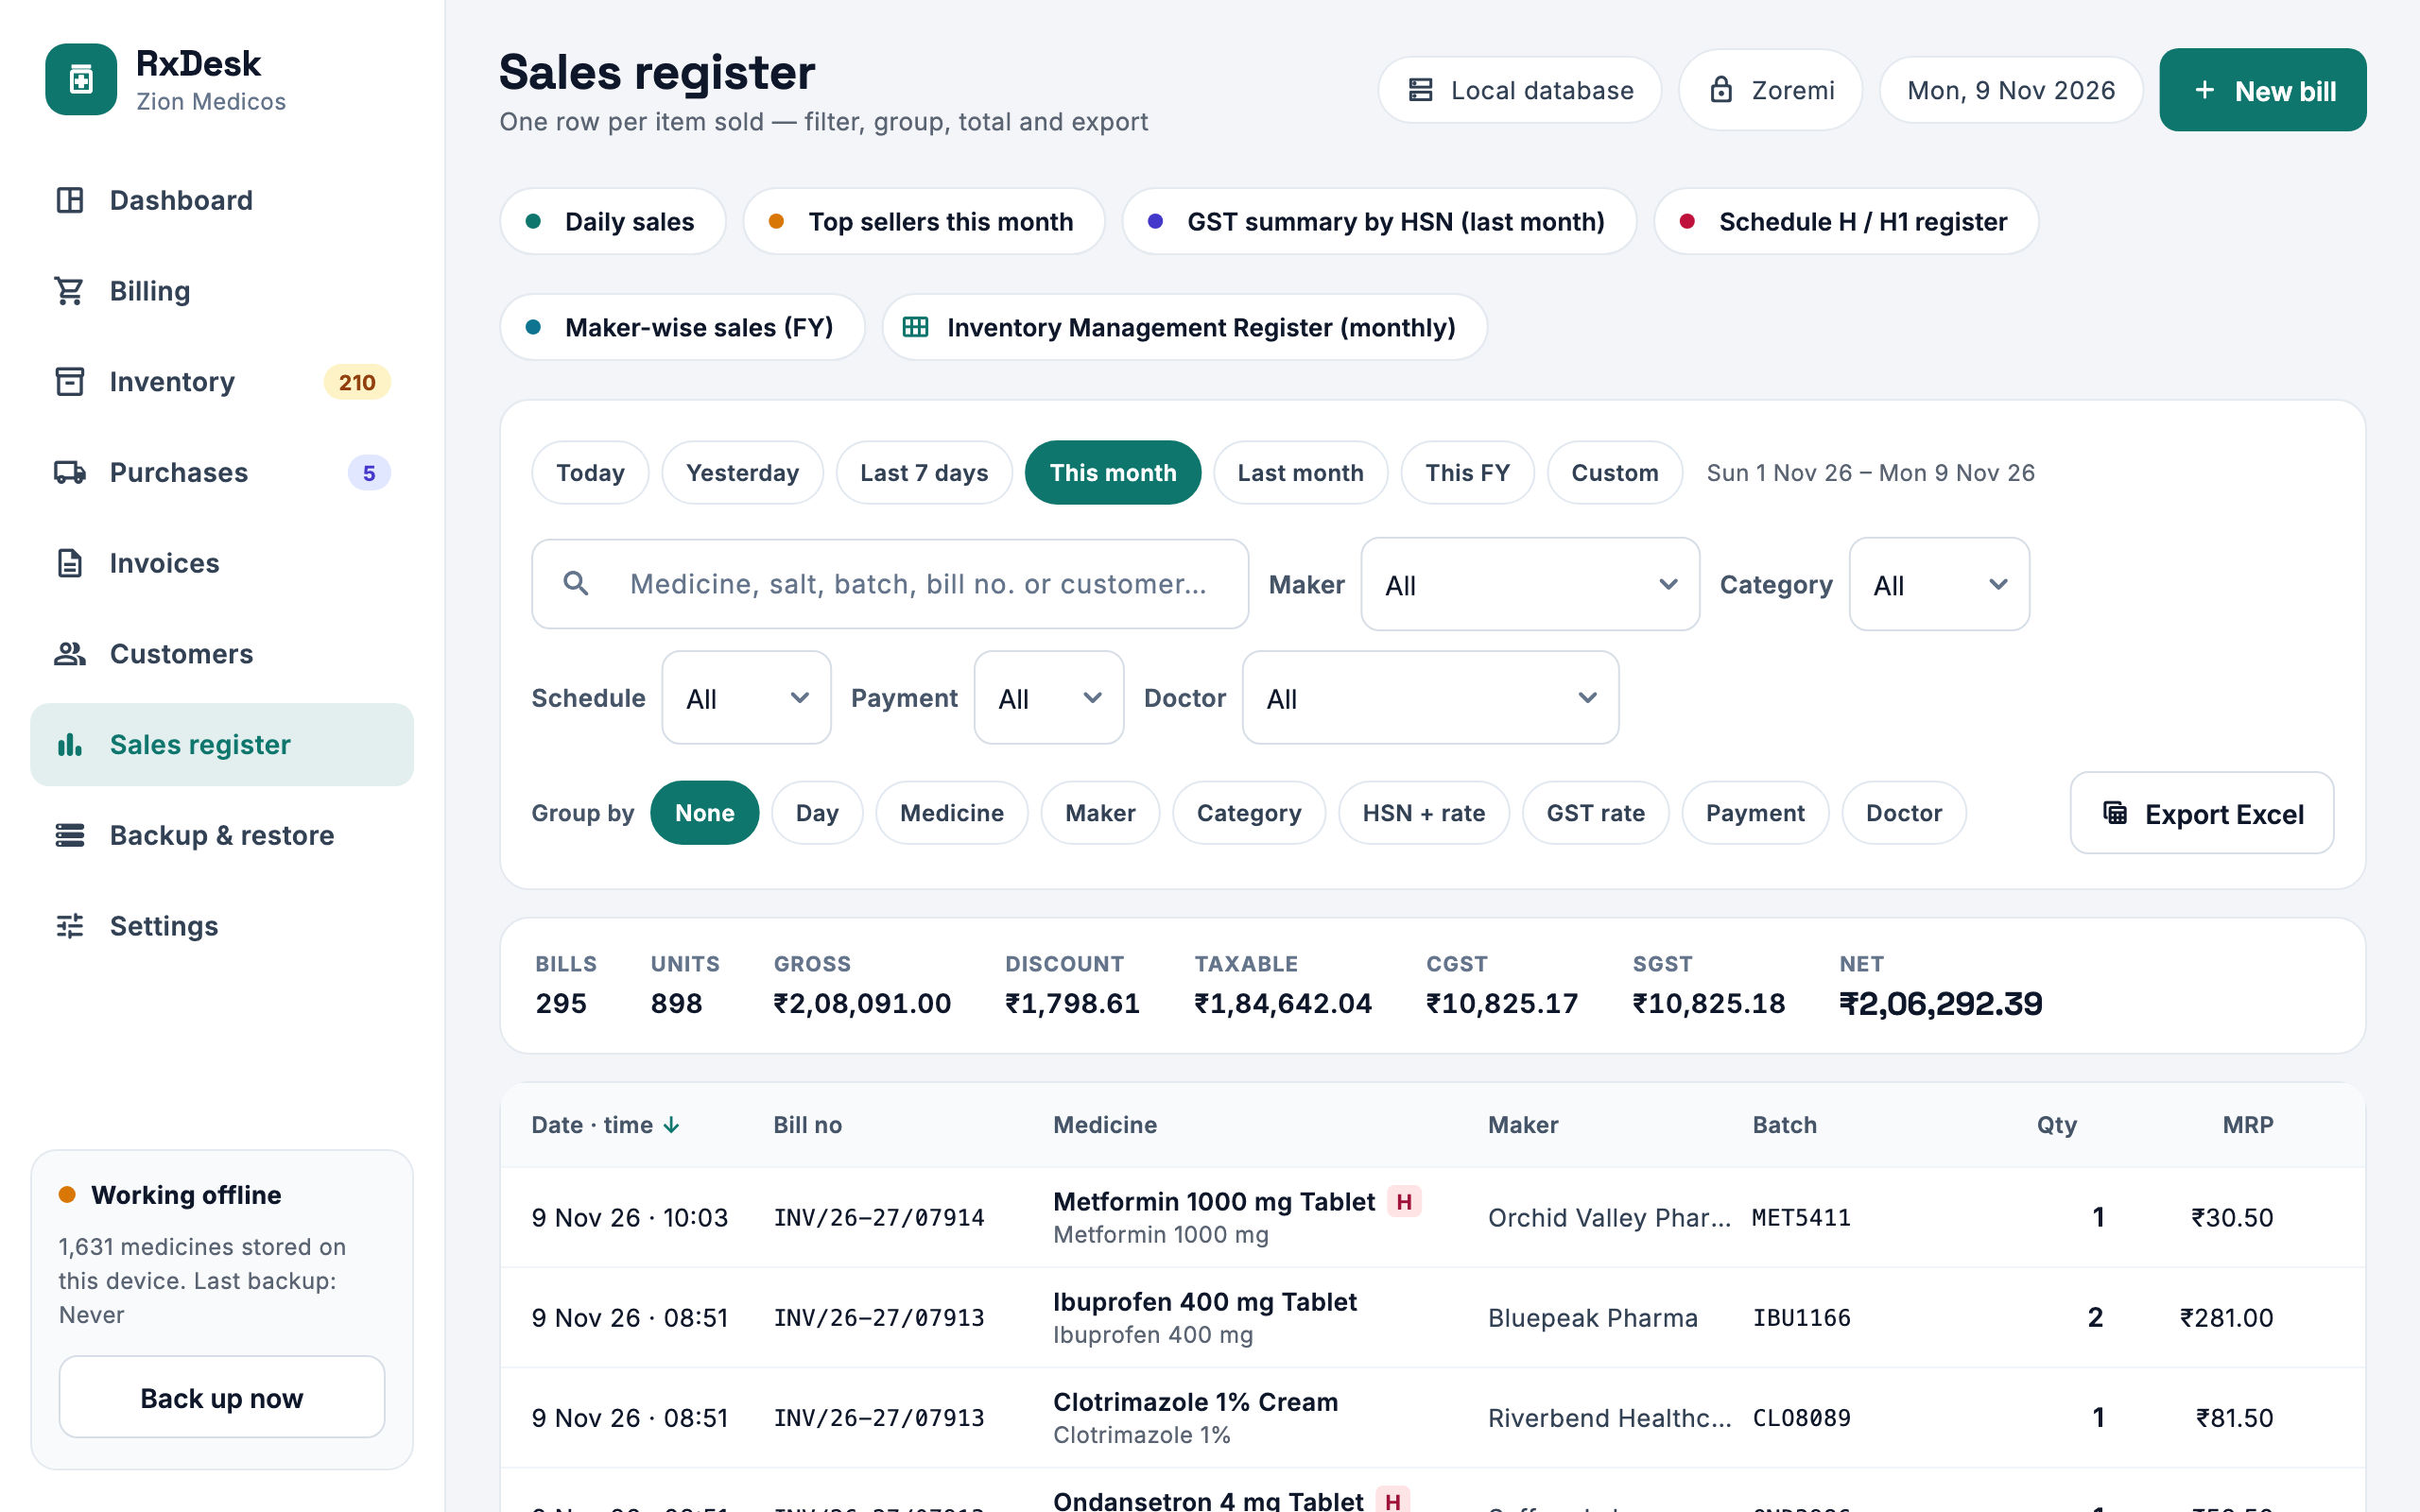 RxDesk
Zion Medicos
Dashboard
Billing
Inventory 210
Purchases 5
Invoices
Customers
Sales register
Backup & restore
Settings
Working offline
1,631 medicines stored on
this device. Last backup:
Never
Back up now
Sales register
One row per item sold — filter, group, total and export
Local database
Zoremi
Mon, 9 Nov 2026
+ New bill
Daily sales
Top sellers this month
GST summary by HSN (last month)
Schedule H / H1 register
Maker-wise sales (FY)
Inventory Management Register (monthly)
Today Yesterday Last 7 days This month Last month This FY Custom Sun 1 Nov 26 – Mon 9 Nov 26
Medicine, salt, batch, bill no. or customer... Maker All Category All
Schedule All Payment All Doctor All
Group by None Day Medicine Maker Category HSN + rate GST rate Payment Doctor Export Excel
BILLS UNITS GROSS DISCOUNT TAXABLE CGST SGST NET
295 898 ₹2,08,091.00 ₹1,798.61 ₹1,84,642.04 ₹10,825.17 ₹10,825.18 ₹2,06,292.39
Date · time ↓ Bill no Medicine Maker Batch Qty MRP
9 Nov 26 · 10:03 INV/26–27/07914 Metformin 1000 mg Tablet H Orchid Valley Phar... MET5411 1 ₹30.50
Metformin 1000 mg
9 Nov 26 · 08:51 INV/26–27/07913 Ibuprofen 400 mg Tablet Bluepeak Pharma IBU1166 2 ₹281.00
Ibuprofen 400 mg
9 Nov 26 · 08:51 INV/26–27/07913 Clotrimazole 1% Cream Riverbend Healthc... CLO8089 1 ₹81.50
Clotrimazole 1%
Ondansetron 4 mg Tablet H